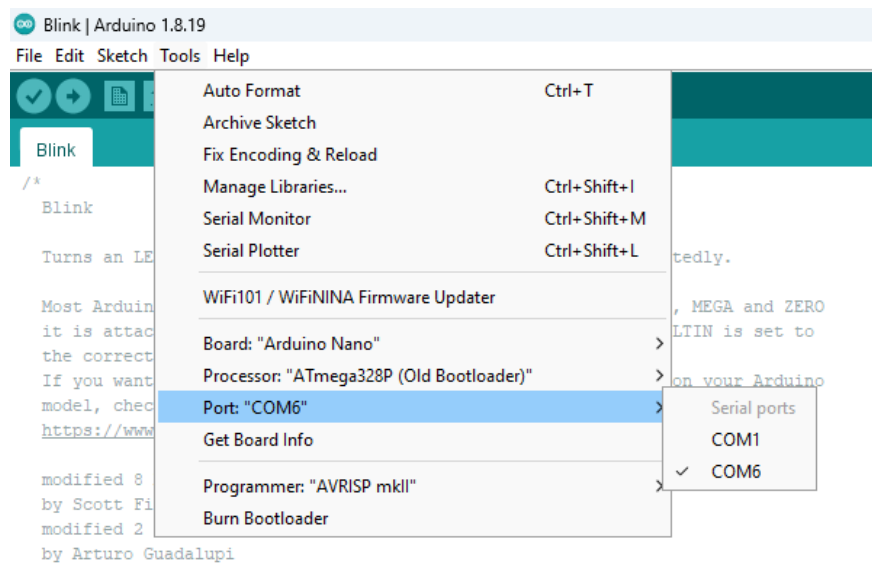 Blink | Arduino 1.8.19
File Edit Sketch Tools Help
Auto Format Ctrl+T
Archive Sketch
Fix Encoding & Reload
Manage Libraries... Ctrl+Shift+I
Serial Monitor Ctrl+Shift+M
Serial Plotter Ctrl+Shift+L
WiFi101 / WiFiNINA Firmware Updater
Board: "Arduino Nano"
Processor: "ATmega328P (Old Bootloader)"
Port: "COM6"
Get Board Info
Programmer: "AVRISP mkII"
Burn Bootloader
Serial ports
COM1
COM6
Blink
/*
Blink
Turns an LE tedly.
Most Arduin , MEGA and ZERO
it is attac LTIN is set to
the correct
If you want on your Arduino
model, chec
https://www
modified 8
by Scott Fi
modified 2
by Arturo Guadalupi